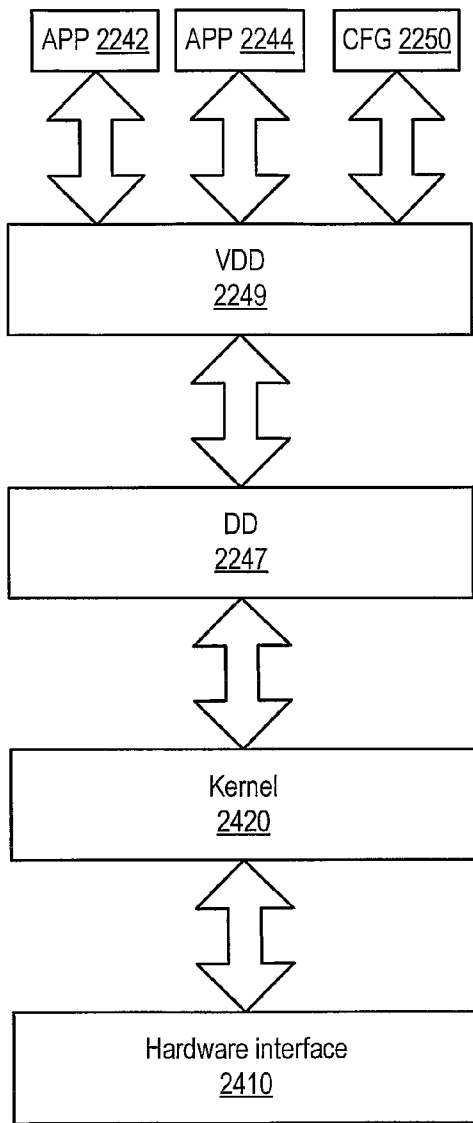 APP 2242 APP 2244 CFG 2250
VDD
2249
DD
2247
Kernel
2420
Hardware interface
2410